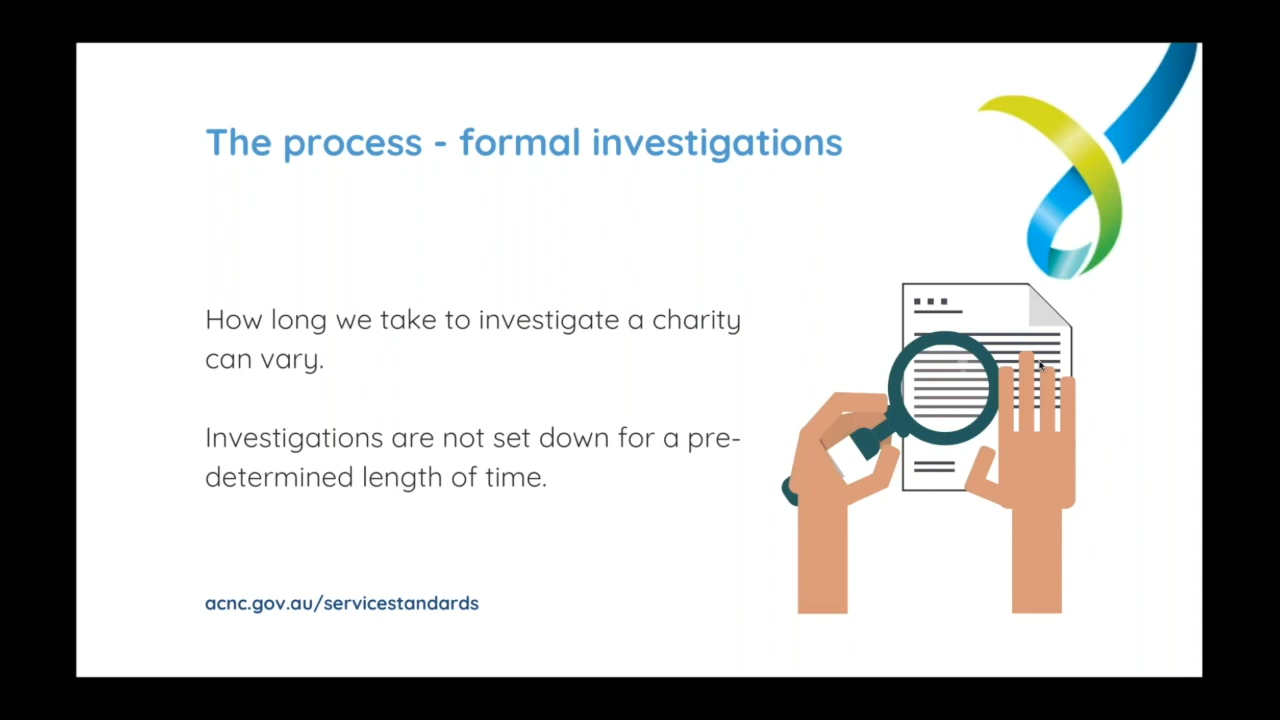 The process - formal investigations
How long we take to investigate a charity
can vary.
Investigations are not set down for a pre-
determined length of time.
acnc.gov.au/servicestandards